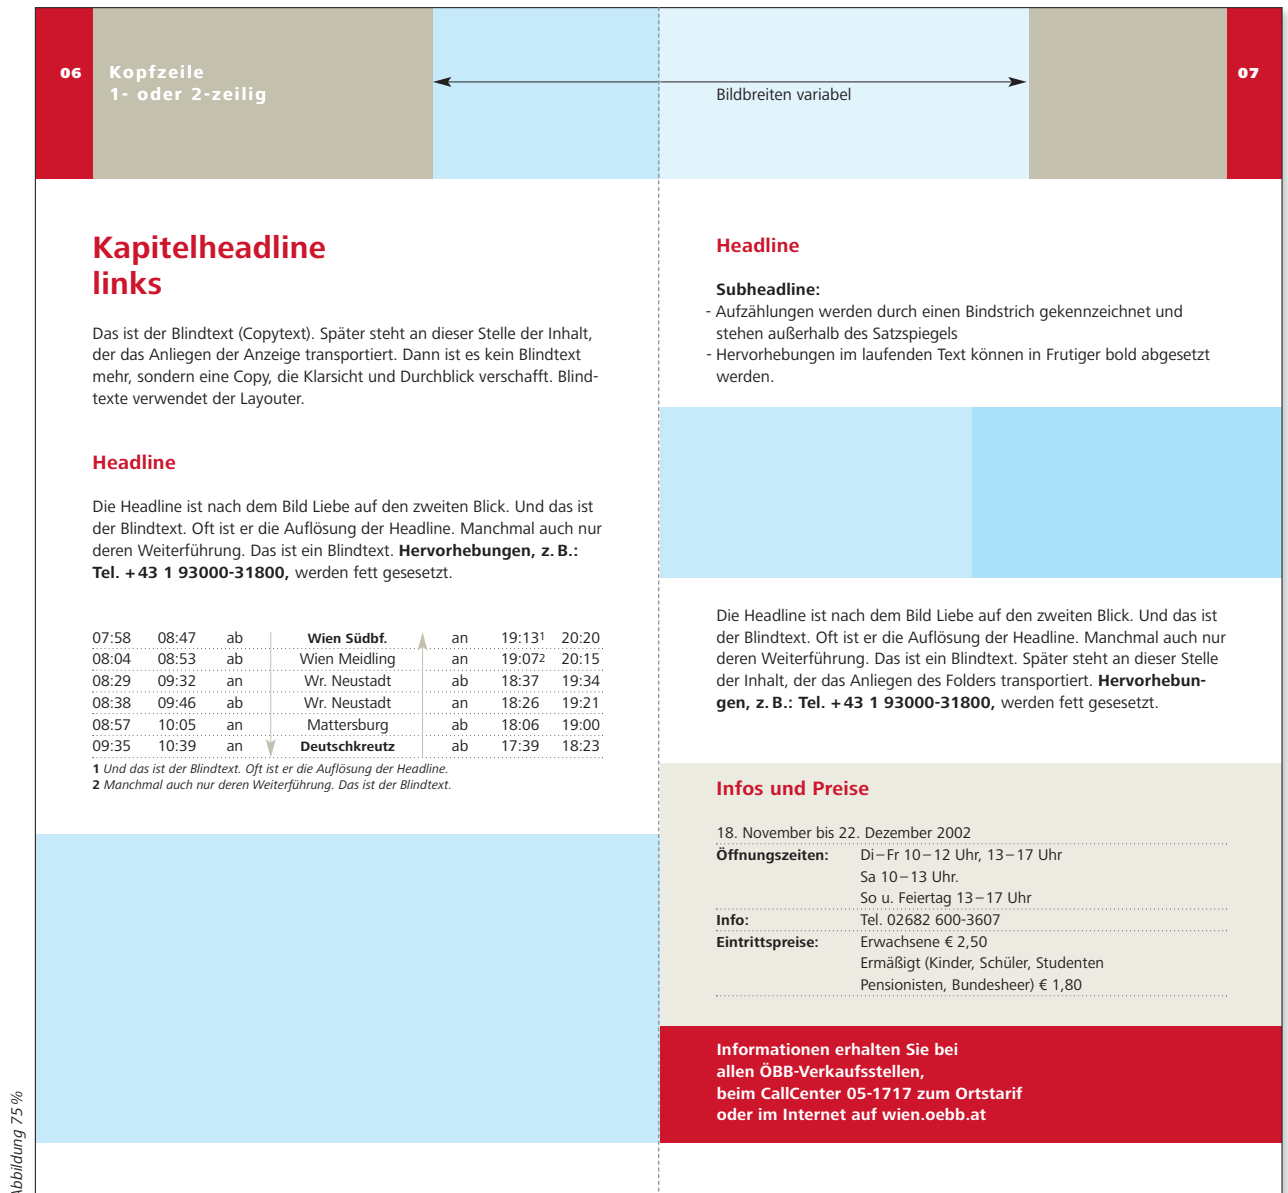 06
Kopfzeile
1- oder 2-zeilig
Bildbreiten variabel
07
Kapitelheadline
links
Das ist der Blindtext (Copytext). Später steht an dieser Stelle der Inhalt,
der das Anliegen der Anzeige transportiert. Dann ist es kein Blindtext
mehr, sondern eine Copy, die Klarsicht und Durchblick verschafft. Blind-
texte verwendet der Layouter.
Headline
Die Headline ist nach dem Bild Liebe auf den zweiten Blick. Und das ist
der Blindtext. Oft ist er die Auflösung der Headline. Manchmal auch nur
deren Weiterführung. Das ist ein Blindtext. Hervorhebungen, z. B.:
Tel. +43 1 93000-31800, werden fett gesesetzt.
07:58 08:47 ab Wien Südbf. an 19:13¹ 20:20
08:04 08:53 ab Wien Meidling an 19:07² 20:15
08:29 09:32 an Wr. Neustadt ab 18:37 19:34
08:38 09:46 ab Wr. Neustadt an 18:26 19:21
08:57 10:05 an Mattersburg ab 18:06 19:00
09:35 10:39 an Deutschkreutz ab 17:39 18:23
1 Und das ist der Blindtext. Oft ist er die Auflösung der Headline.
2 Manchmal auch nur deren Weiterführung. Das ist der Blindtext.
Headline
Subheadline:
- Aufzählungen werden durch einen Bindstrich gekennzeichnet und
stehen außerhalb des Satzspiegels
- Hervorhebungen im laufenden Text können in Frutiger bold abgesetzt
werden.
Die Headline ist nach dem Bild Liebe auf den zweiten Blick. Und das ist
der Blindtext. Oft ist er die Auflösung der Headline. Manchmal auch nur
deren Weiterführung. Das ist ein Blindtext. Später steht an dieser Stelle
der Inhalt, der das Anliegen des Folders transportiert. Hervorhebun-
gen, z. B.: Tel. +43 1 93000-31800, werden fett gesesetzt.
Infos und Preise
18. November bis 22. Dezember 2002
Öffnungszeiten: Di–Fr 10–12 Uhr, 13–17 Uhr
Sa 10–13 Uhr.
So u. Feiertag 13–17 Uhr
Info: Tel. 02682 600-3607
Eintrittspreise: Erwachsene € 2,50
Ermäßigt (Kinder, Schüler, Studenten
Pensionisten, Bundesheer) € 1,80
Informationen erhalten Sie bei
allen ÖBB-Verkaufsstellen,
beim CallCenter 05-1717 zum Ortstarif
oder im Internet auf wien.oebb.at
Abbildung 75 %